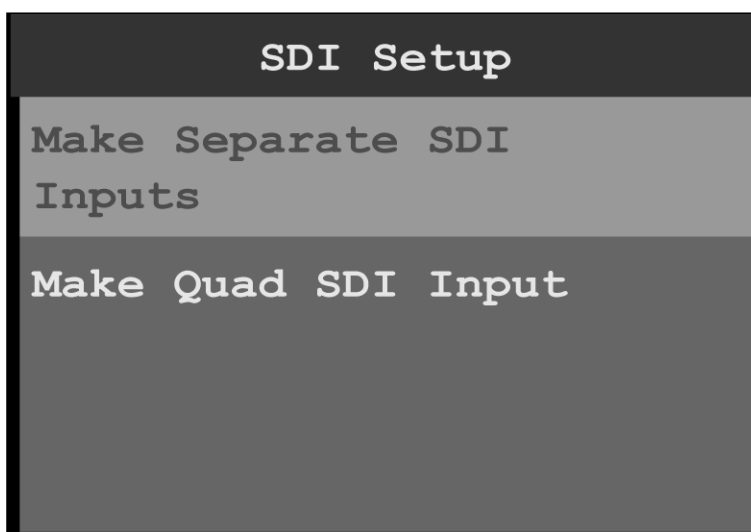 SDI Setup
Make Separate SDI
Inputs
Make Quad SDI Input